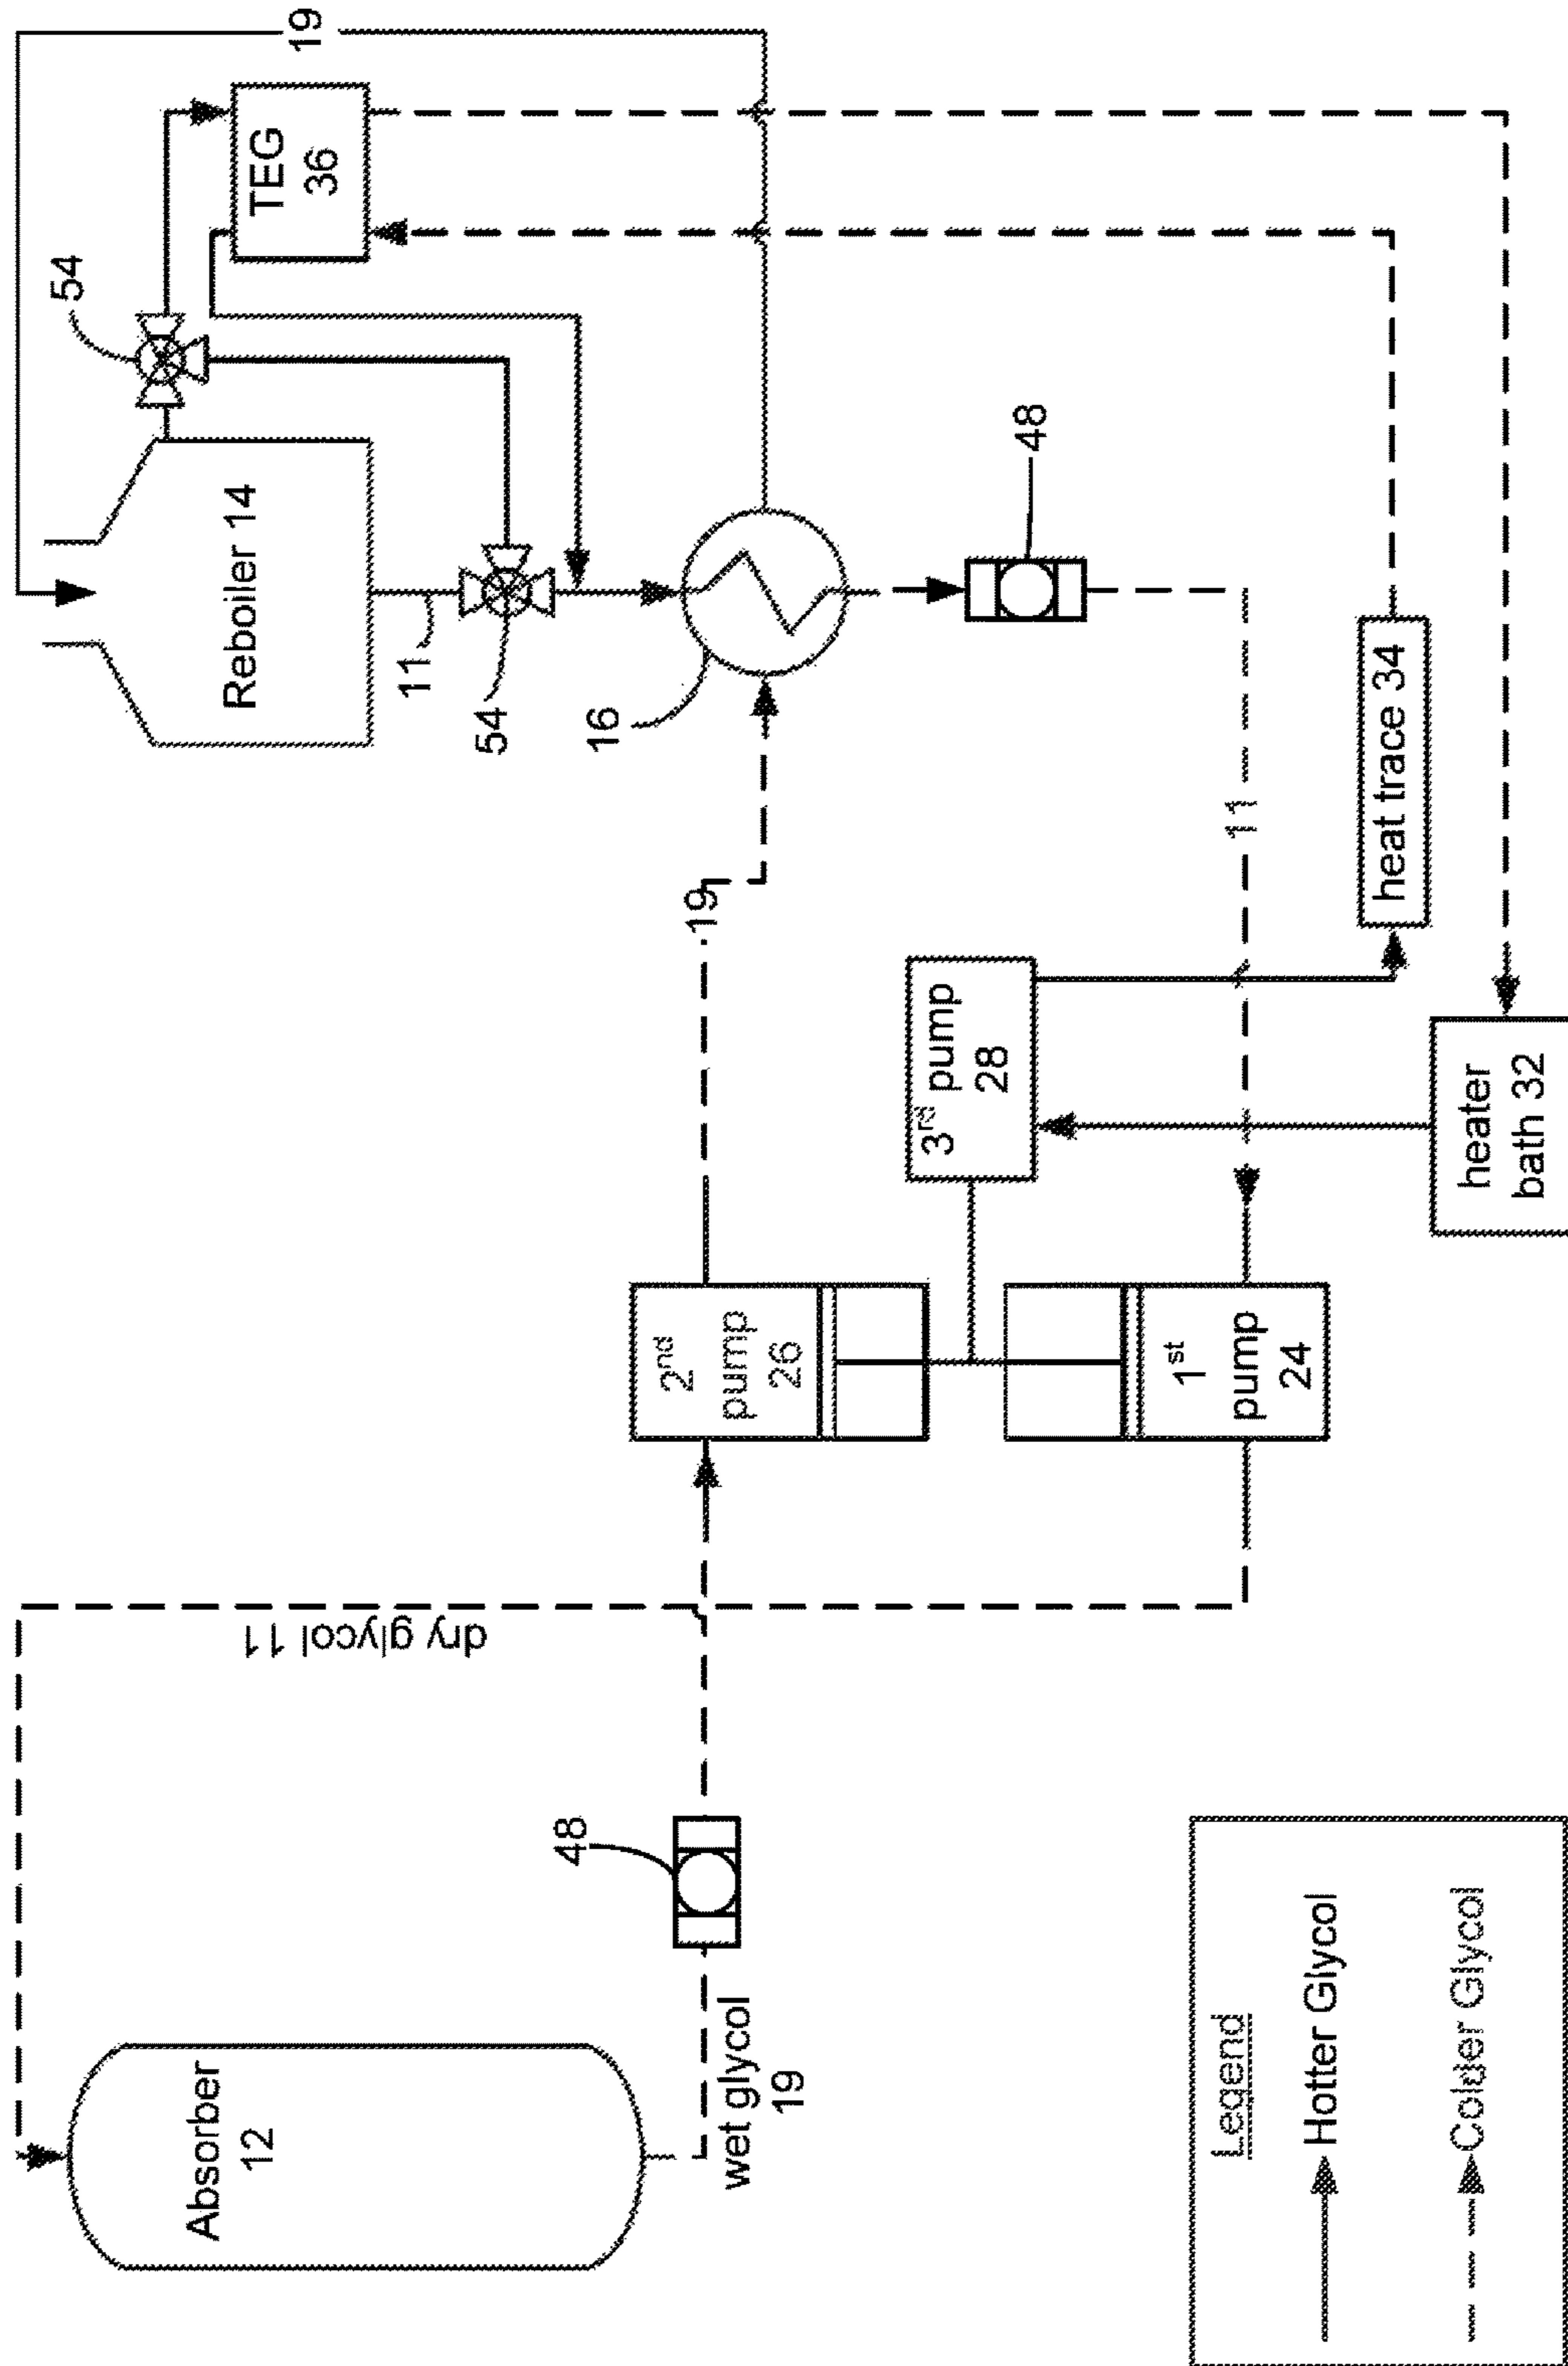 Absorber
12
wet glycol
19
48
dry glycol 11
2nd
pump
26
1st
pump
24
3rd pump
28
19
heater
bath 32
heat trace 34
11
48
16
54
11
Reboiler 14
54
TEG
36
19
Legend
Hotter Glycol
Colder Glycol